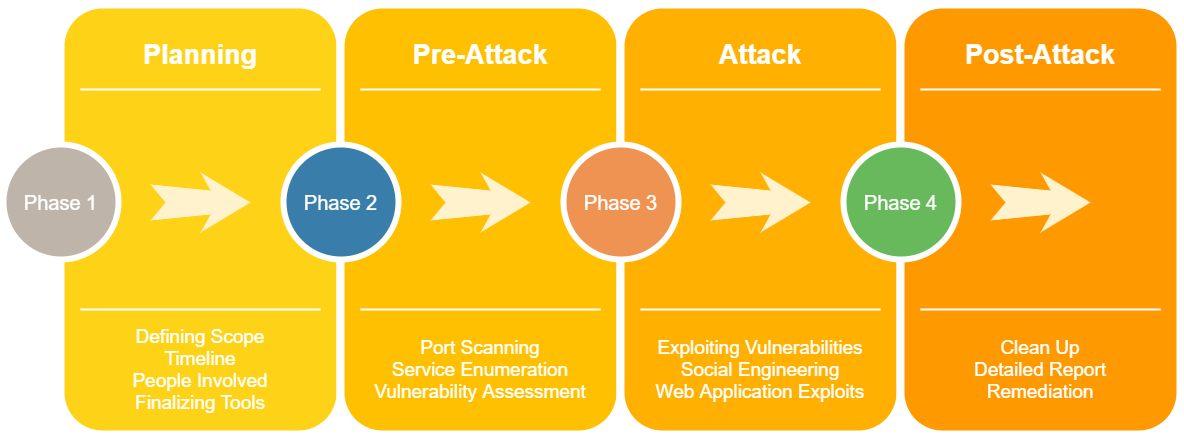 Planning
Phase 1
Defining Scope
Timeline
People Involved
Finalizing Tools
Pre-Attack
Phase 2
Port Scanning
Service Enumeration
Vulnerability Assessment
Attack
Phase 3
Exploiting Vulnerabilities
Social Engineering
Web Application Exploits
Post-Attack
Phase 4
Clean Up
Detailed Report
Remediation